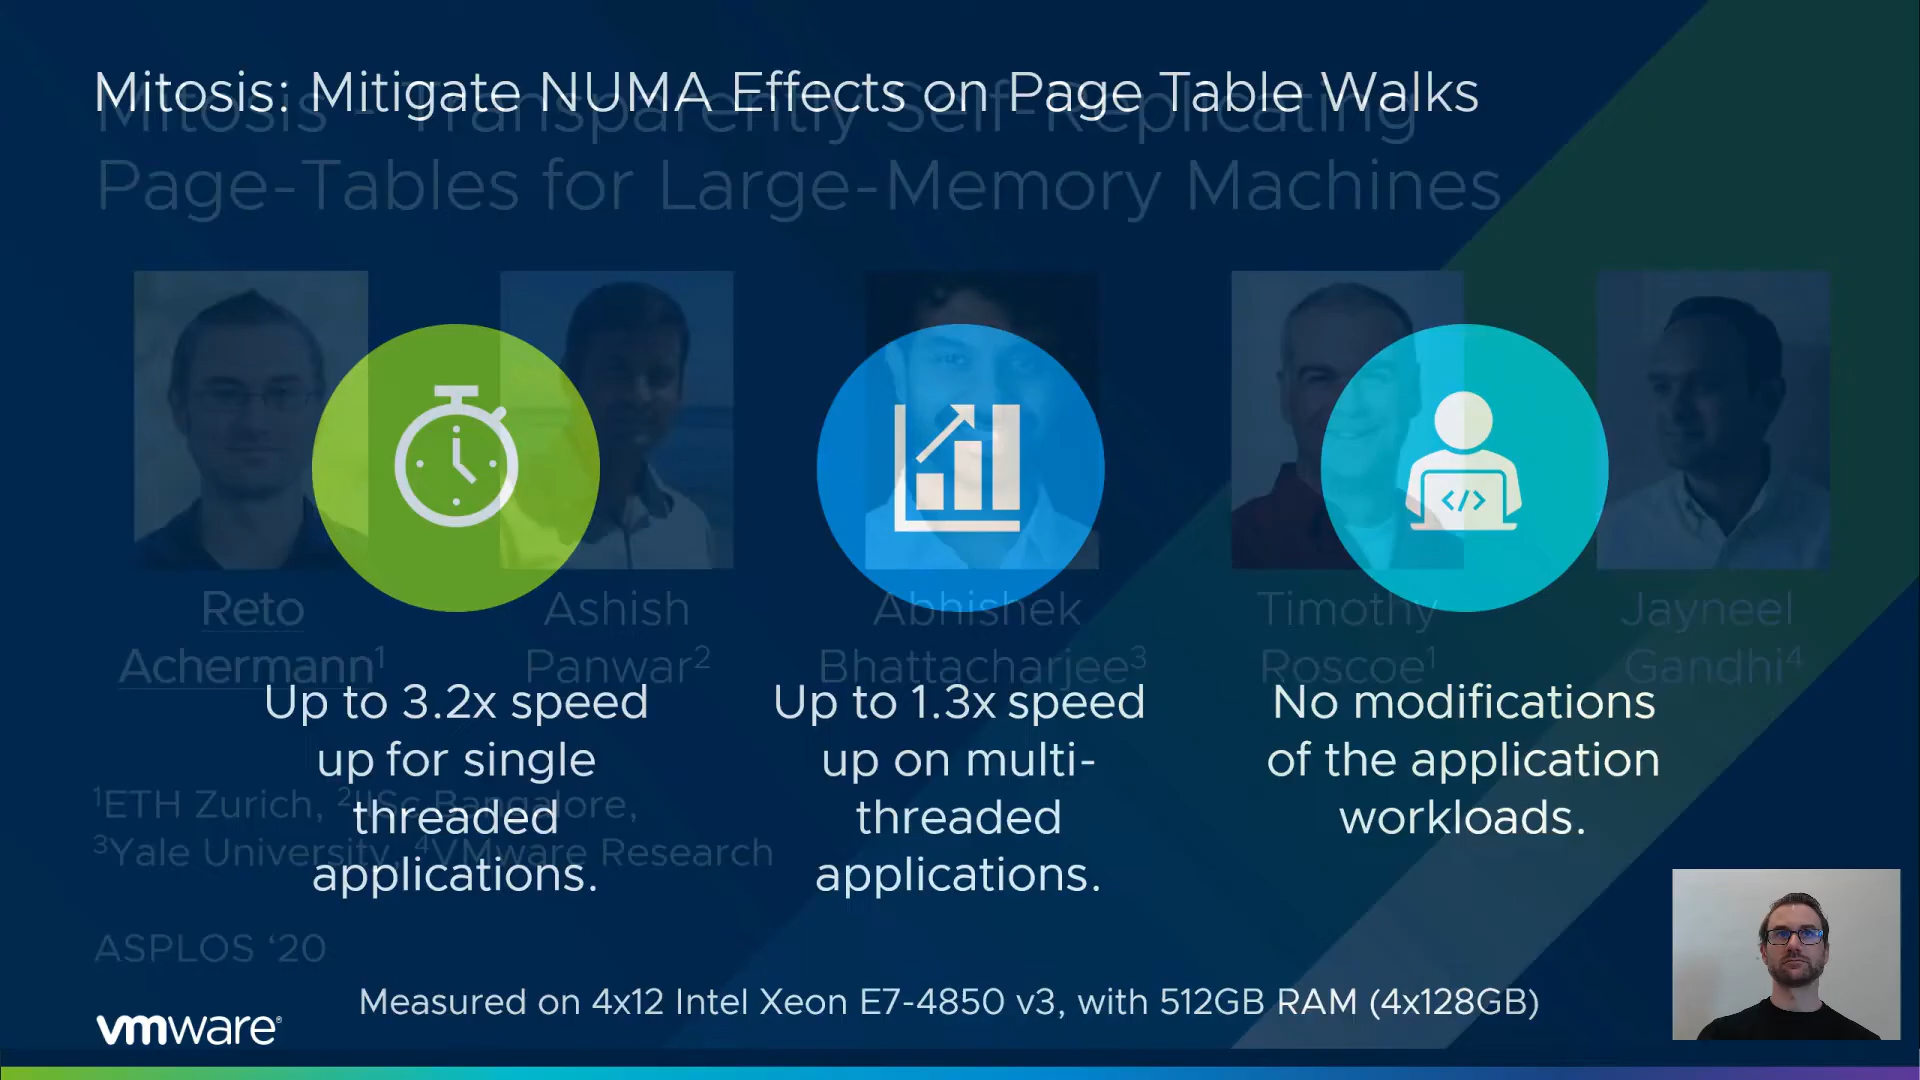 Mitosis: Mitigate NUMA Effects on Page Table Walks
Mitosis - Transparently Self-Replicating
Page-Tables for Large-Memory Machines
Reto
Achermann¹
Ashish
Panwar²
Abhishek
Bhattacharjee³
Timothy
Roscoe¹
Jayneel
Gandhi⁴
</>
Up to 3.2x speed
up for single
threaded
applications.
Up to 1.3x speed
up on multi-
threaded
applications.
No modifications
of the application
workloads.
¹ETH Zurich, ²IISc Bangalore,
³Yale University, ⁴VMware Research
ASPLOS ‘20
Measured on 4x12 Intel Xeon E7-4850 v3, with 512GB RAM (4x128GB)
vmware®